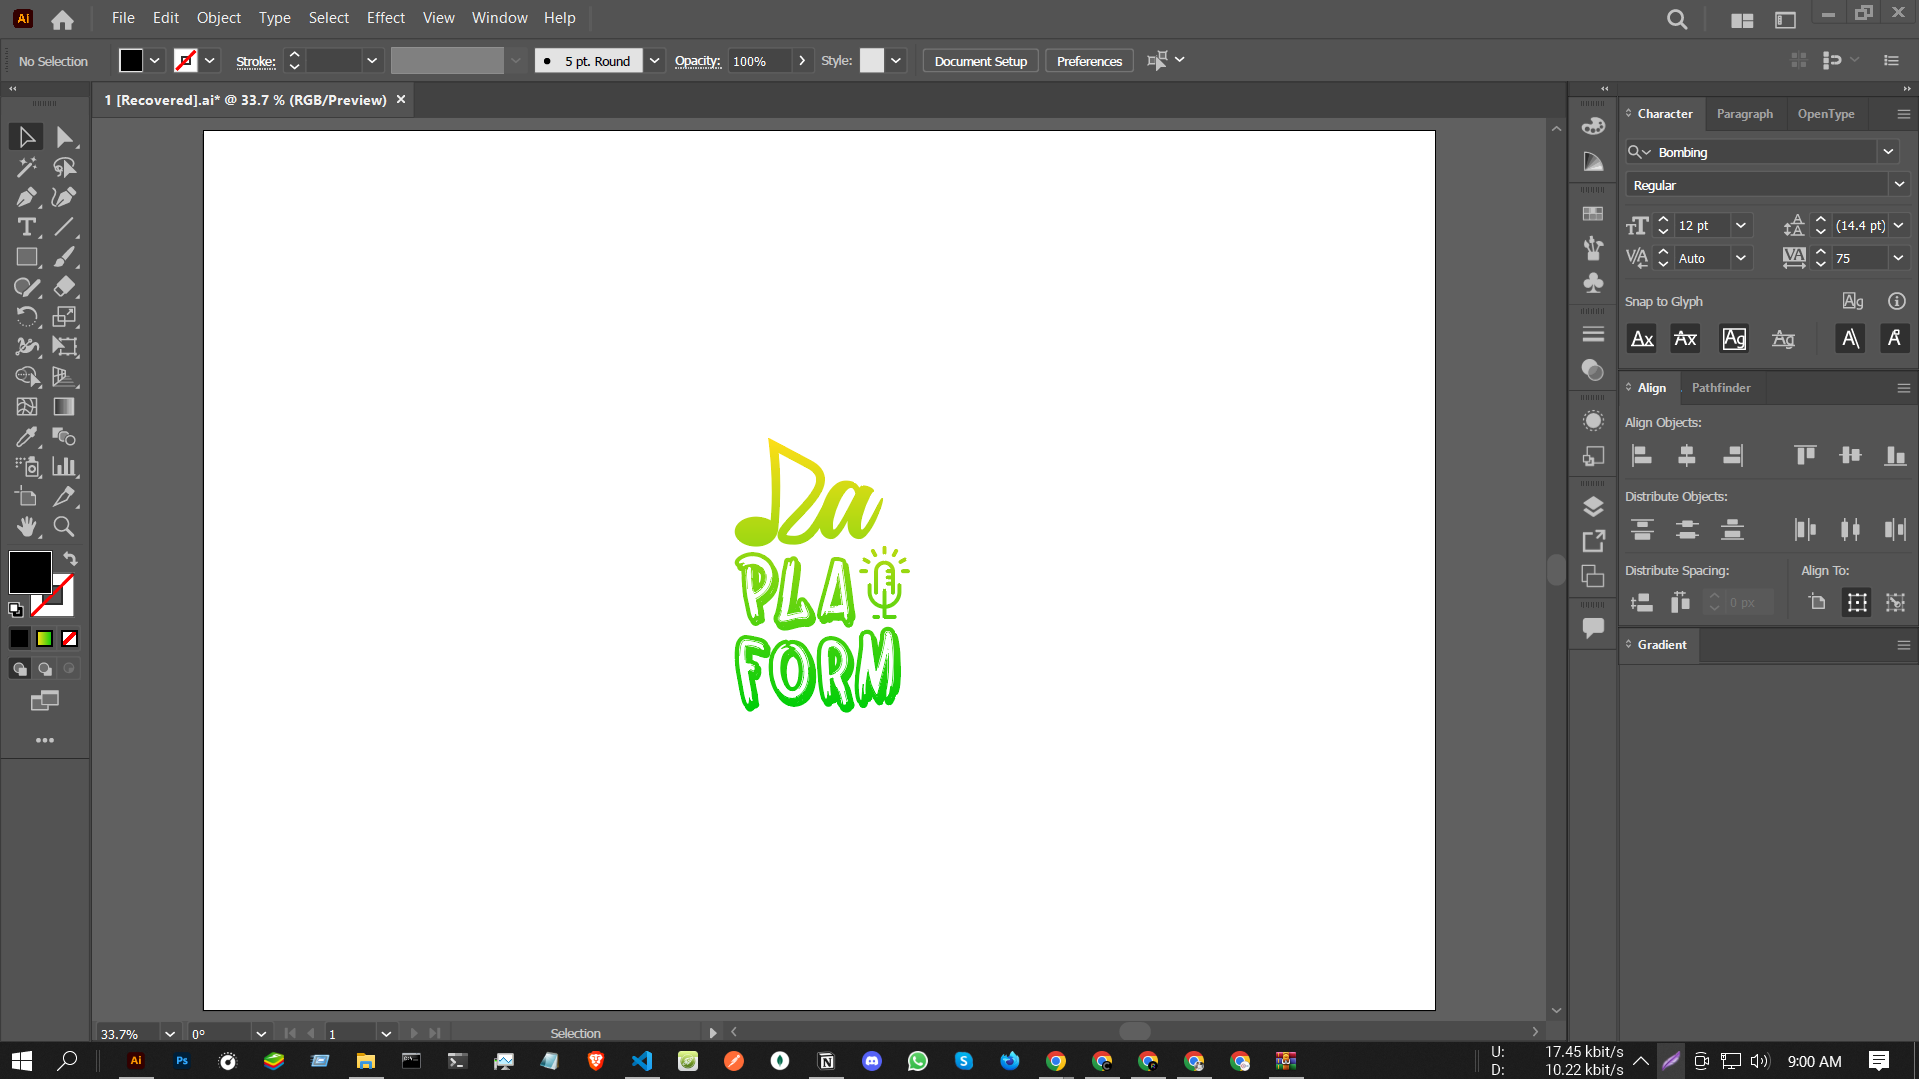 Ai File Edit Object Type Select Effect View Window Help
No Selection Stroke: 5 pt. Round Opacity: 100% Style: Document Setup Preferences
1 [Recovered].ai* @ 33.7 % (RGB/Preview) ×
Character Paragraph OpenType
Bombing
Regular
12 pt (14.4 pt)
Auto 75
Snap to Glyph
Align Pathfinder
Align Objects:
Distribute Objects:
Distribute Spacing: Align To:
0 px
Gradient
Da
PLA
FORM
33.7% 0° 1 Selection
Ai Ps
U: 17.45 kbit/s
D: 10.22 kbit/s
9:00 AM